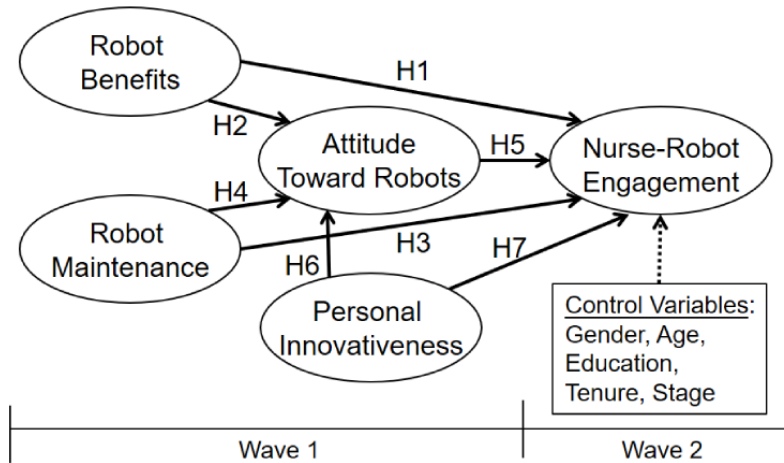 Robot
Benefits
H1
H2
Attitude
Toward Robots
H5
Nurse-Robot
Engagement
H4
Robot
Maintenance
H3
H6
H7
Personal
Innovativeness
Control Variables:
Gender, Age,
Education,
Tenure, Stage
Wave 1
Wave 2